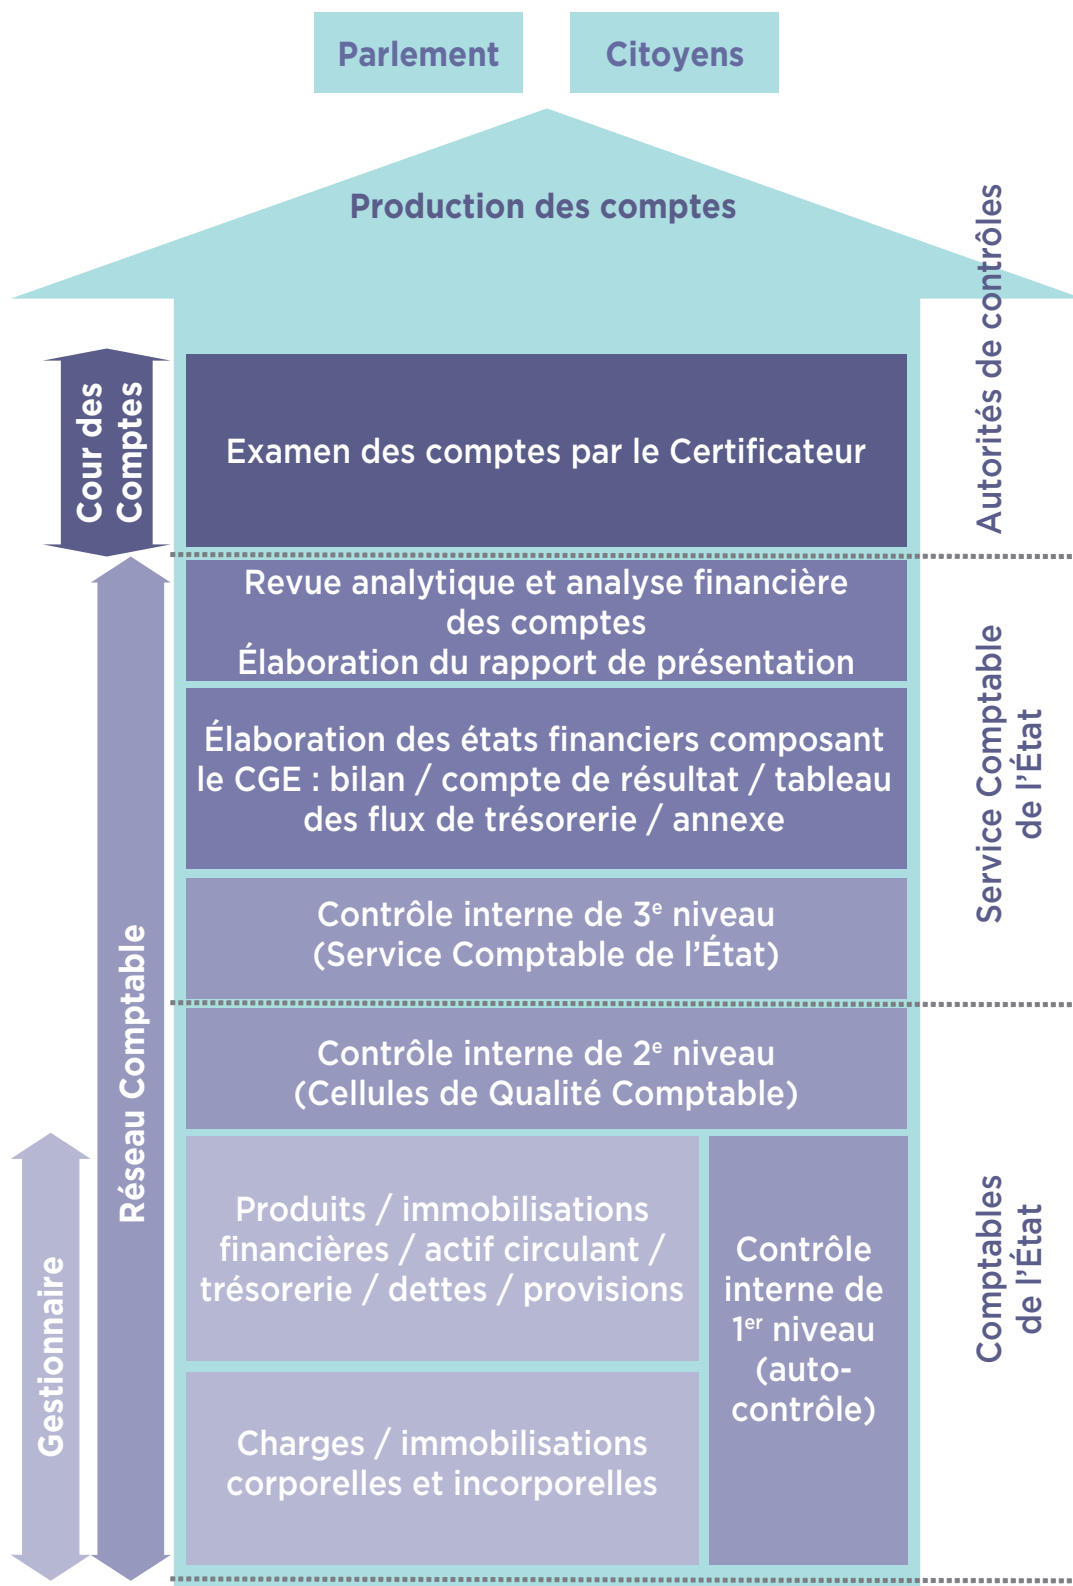 Parlement
Citoyens
Production des comptes
Autorités de contrôles
Cour des
Comptes
Examen des comptes par le Certificateur
Revue analytique et analyse financière
des comptes
Élaboration du rapport de présentation
Élaboration des états financiers composant
le CGE : bilan / compte de résultat / tableau
des flux de trésorerie / annexe
Service Comptable
de l’État
Contrôle interne de 3e niveau
(Service Comptable de l’État)
Réseau Comptable
Contrôle interne de 2e niveau
(Cellules de Qualité Comptable)
Gestionnaire
Produits / immobilisations
financières / actif circulant /
trésorerie / dettes / provisions
Contrôle
interne de
1er niveau
(auto-
contrôle)
Comptables
de l’État
Charges / immobilisations
corporelles et incorporelles